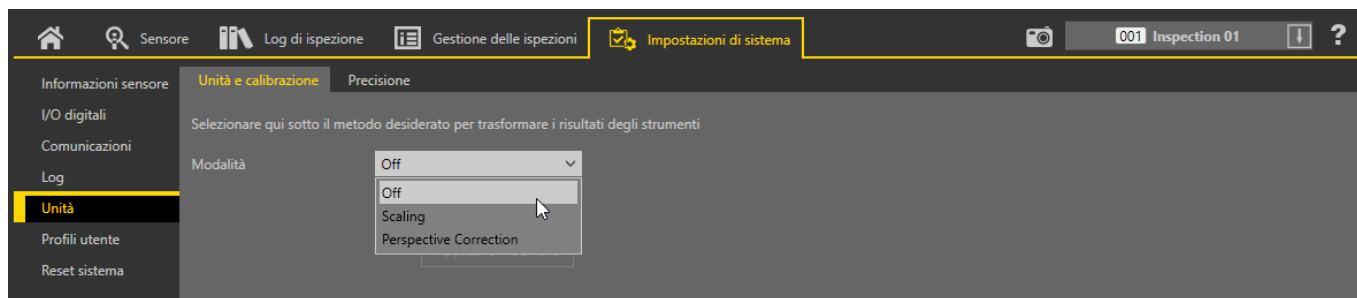 Sensore Log di ispezione Gestione delle ispezioni Impostazioni di sistema 001 Inspection 01 ?
Informazioni sensore
I/O digitali
Comunicazioni
Log
Unità
Profili utente
Reset sistema
Unità e calibrazione Precisione
Selezionare qui sotto il metodo desiderato per trasformare i risultati degli strumenti
Modalità Off
Off
Scaling
Perspective Correction